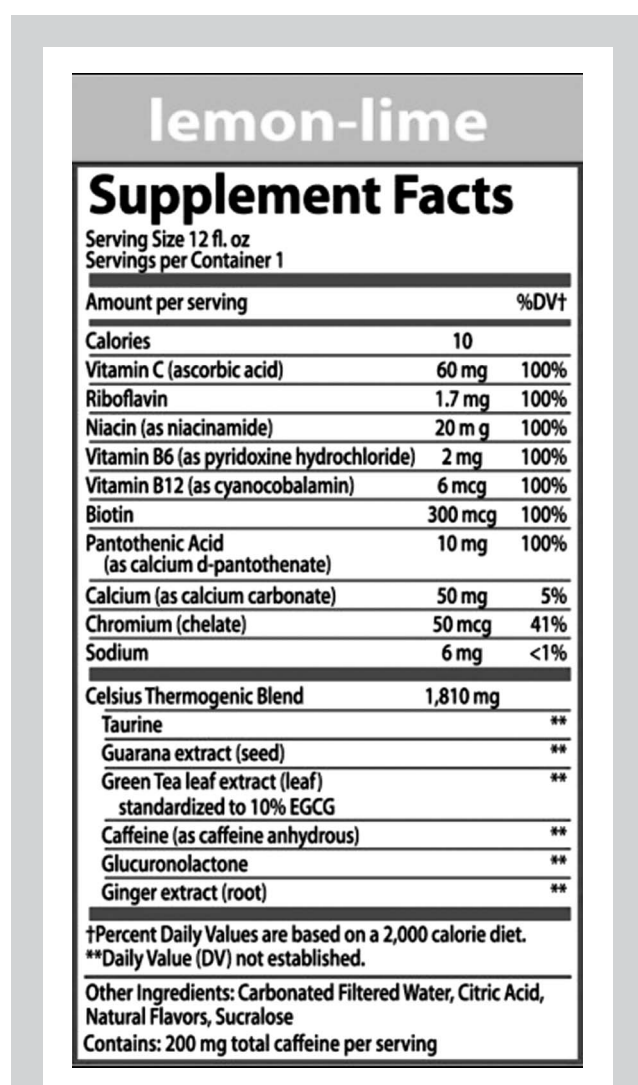 lemon-lime
Supplement Facts
Serving Size 12 fl. oz
Servings per Container 1
Amount per serving %DV†
Calories 10
Vitamin C (ascorbic acid) 60 mg 100%
Riboflavin 1.7 mg 100%
Niacin (as niacinamide) 20 m g 100%
Vitamin B6 (as pyridoxine hydrochloride) 2 mg 100%
Vitamin B12 (as cyanocobalamin) 6 mcg 100%
Biotin 300 mcg 100%
Pantothenic Acid 10 mg 100%
(as calcium d-pantothenate)
Calcium (as calcium carbonate) 50 mg 5%
Chromium (chelate) 50 mcg 41%
Sodium 6 mg <1%
Celsius Thermogenic Blend 1,810 mg
Taurine **
Guarana extract (seed) **
Green Tea leaf extract (leaf) **
standardized to 10% EGCG
Caffeine (as caffeine anhydrous) **
Glucuronolactone **
Ginger extract (root) **
†Percent Daily Values are based on a 2,000 calorie diet.
**Daily Value (DV) not established.
Other Ingredients: Carbonated Filtered Water, Citric Acid,
Natural Flavors, Sucralose
Contains: 200 mg total caffeine per serving